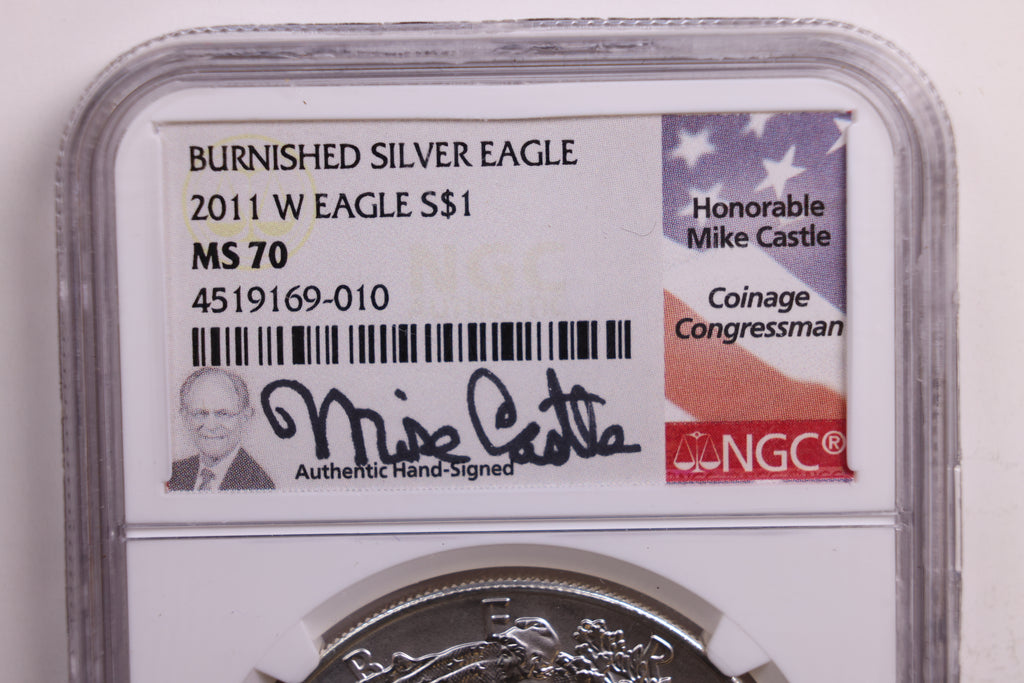 BURNISHED SILVER EAGLE
2011 W EAGLE S$1
MS 70
4519169-010
NGC
Mike Castle
Authentic Hand-Signed
Honorable
Mike Castle
Coinage
Congressman
NGC®
E
B
R